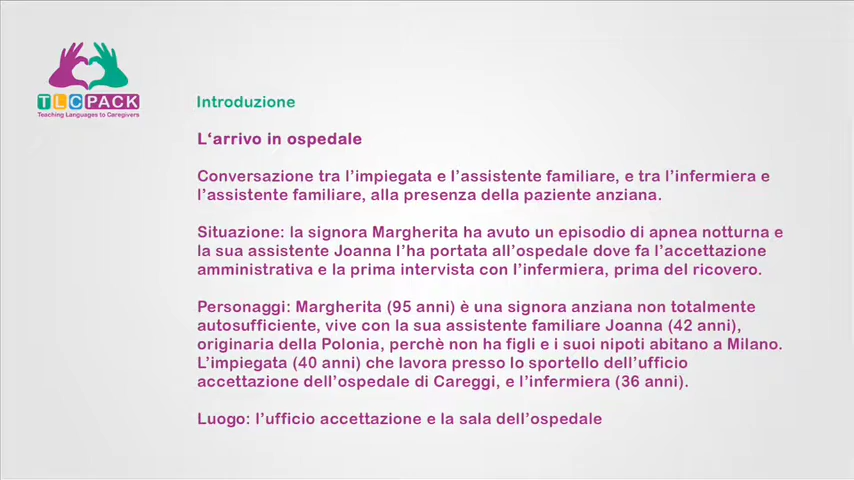 TLCPACK
Teaching Languages to Caregivers
Introduzione
L‘arrivo in ospedale
Conversazione tra l’impiegata e l’assistente familiare, e tra l’infermiera e
l’assistente familiare, alla presenza della paziente anziana.
Situazione: la signora Margherita ha avuto un episodio di apnea notturna e
la sua assistente Joanna l’ha portata all’ospedale dove fa l’accettazione
amministrativa e la prima intervista con l’infermiera, prima del ricovero.
Personaggi: Margherita (95 anni) è una signora anziana non totalmente
autosufficiente, vive con la sua assistente familiare Joanna (42 anni),
originaria della Polonia, perchè non ha figli e i suoi nipoti abitano a Milano.
L’impiegata (40 anni) che lavora presso lo sportello dell’ufficio
accettazione dell’ospedale di Careggi, e l’infermiera (36 anni).
Luogo: l’ufficio accettazione e la sala dell’ospedale